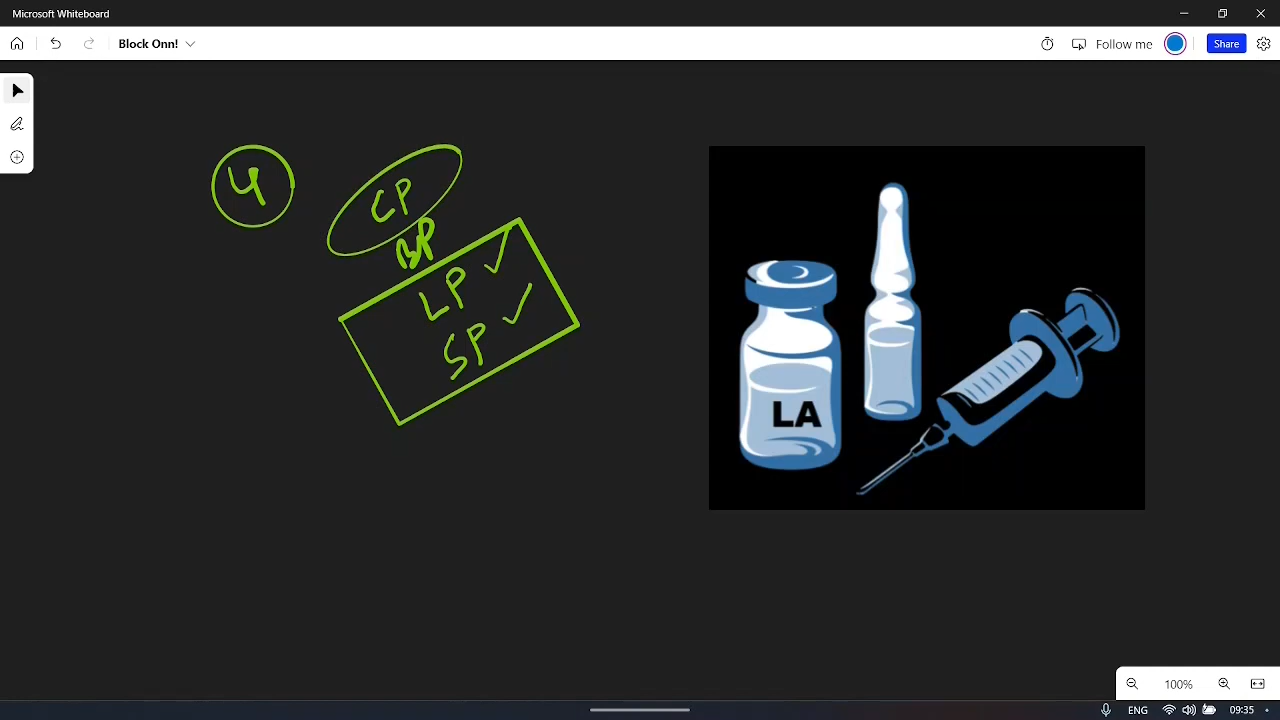 Microsoft Whiteboard
Block Onn!
Follow me
Share
4
CP
BP
LP ✓
SP ✓
LA
100%
ENG
09:35